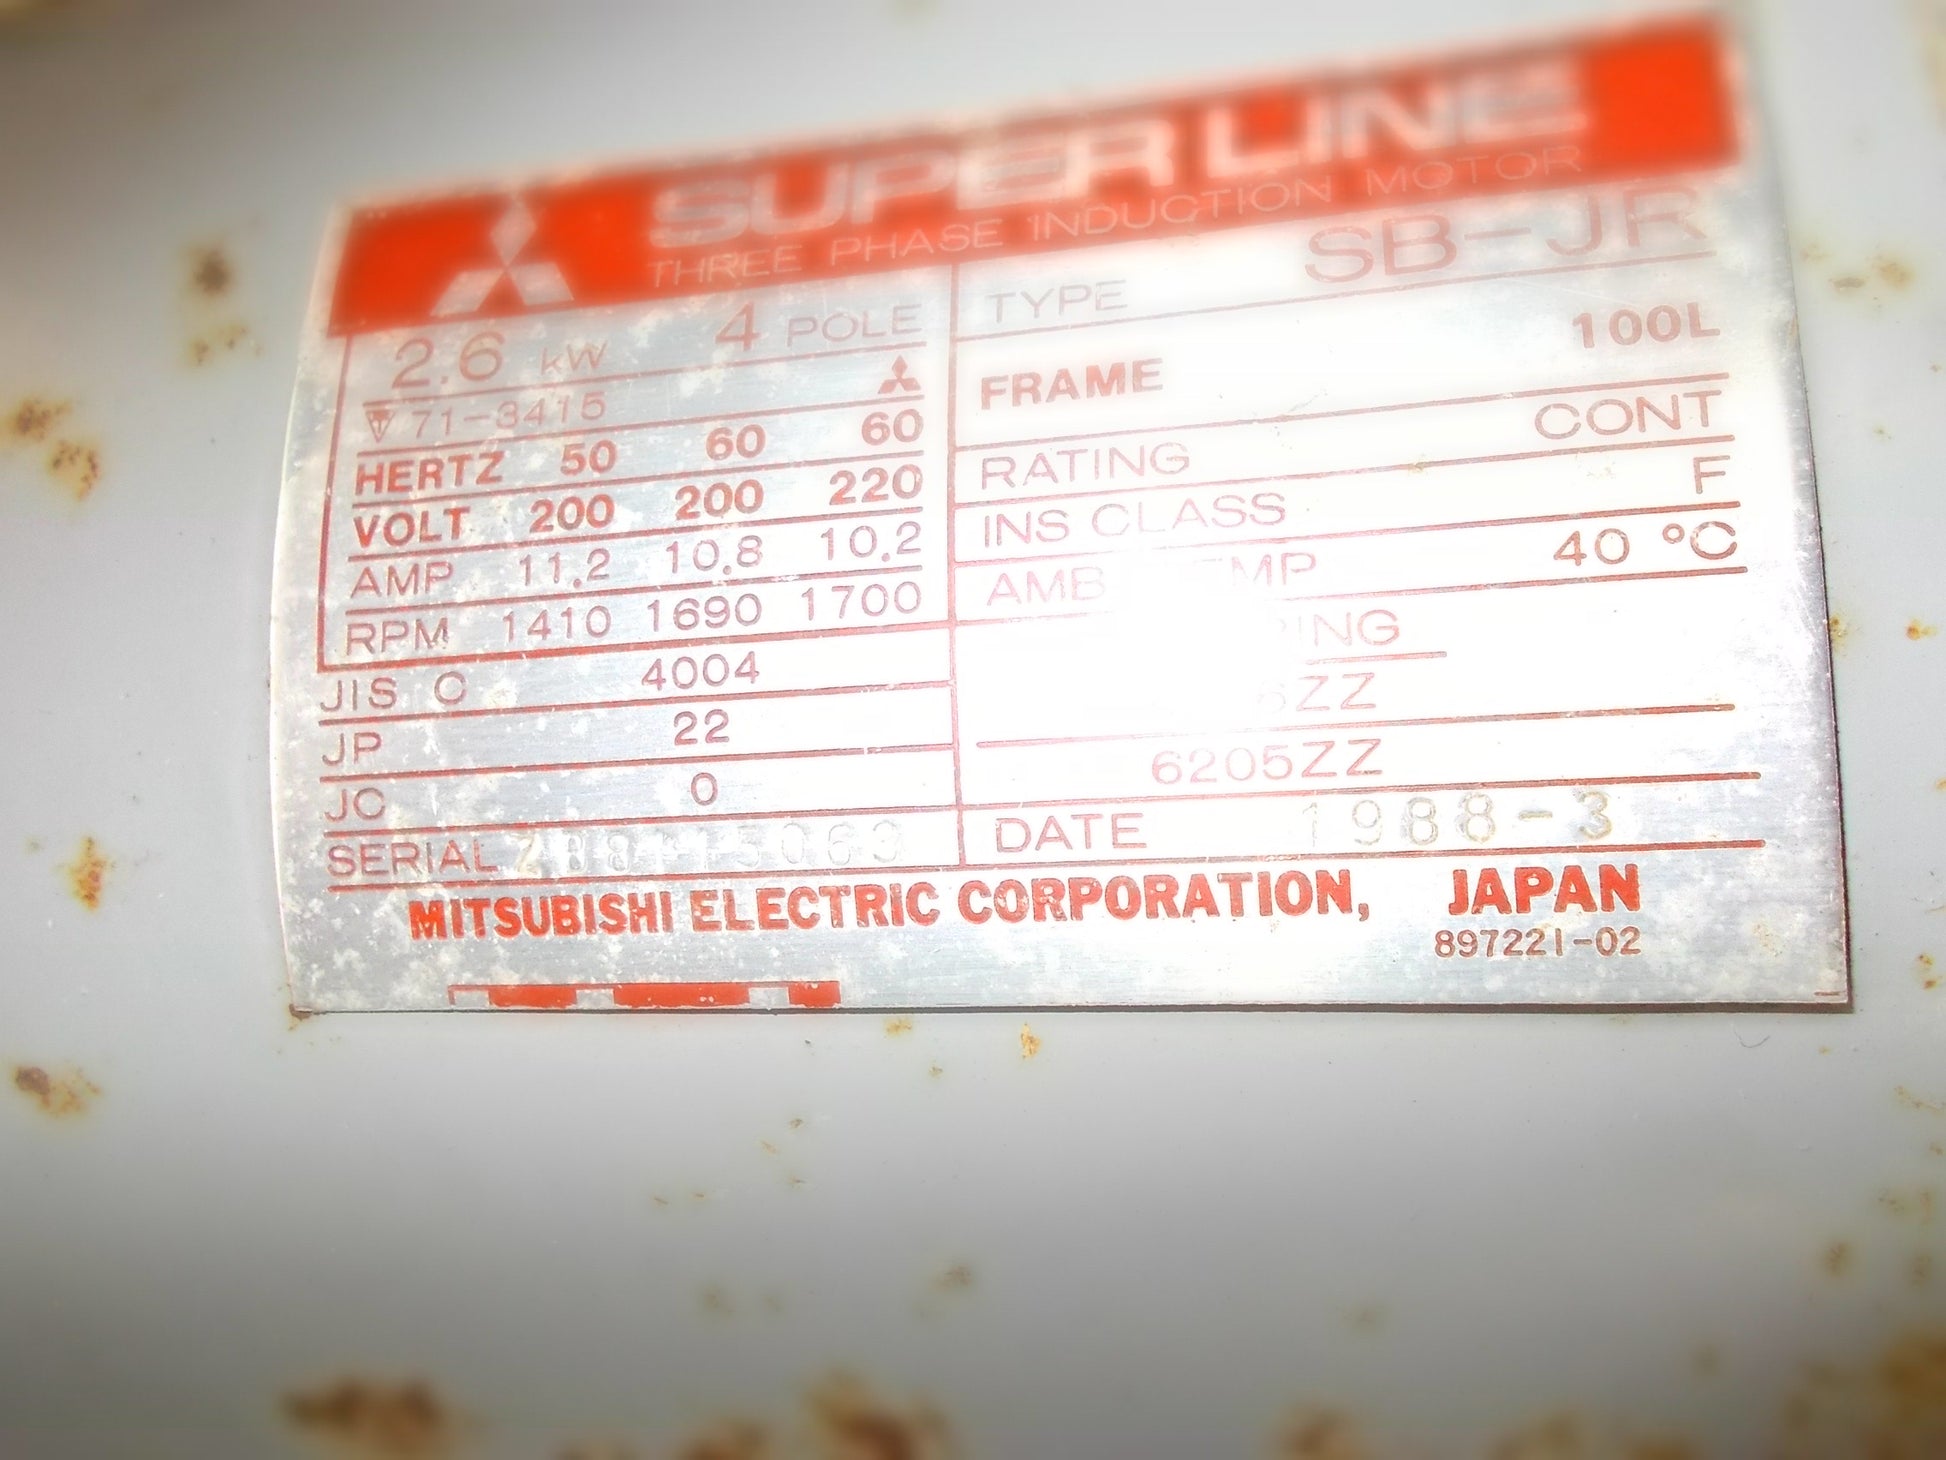 SUPER LINE
THREE PHASE INDUCTION MOTOR
2.6 kW 4 POLE
71-3415
HERTZ 50 60 60
VOLT 200 200 220
AMP 11.2 10.8 10.2
RPM 1410 1690 1700
JIS C 4004
JP 22
JC 0
SERIAL
TYPE SB-JR
FRAME 100L
RATING CONT
INS CLASS F
AMB 40 °C
6205ZZ
DATE 1988-3
MITSUBISHI ELECTRIC CORPORATION, JAPAN
897221-02